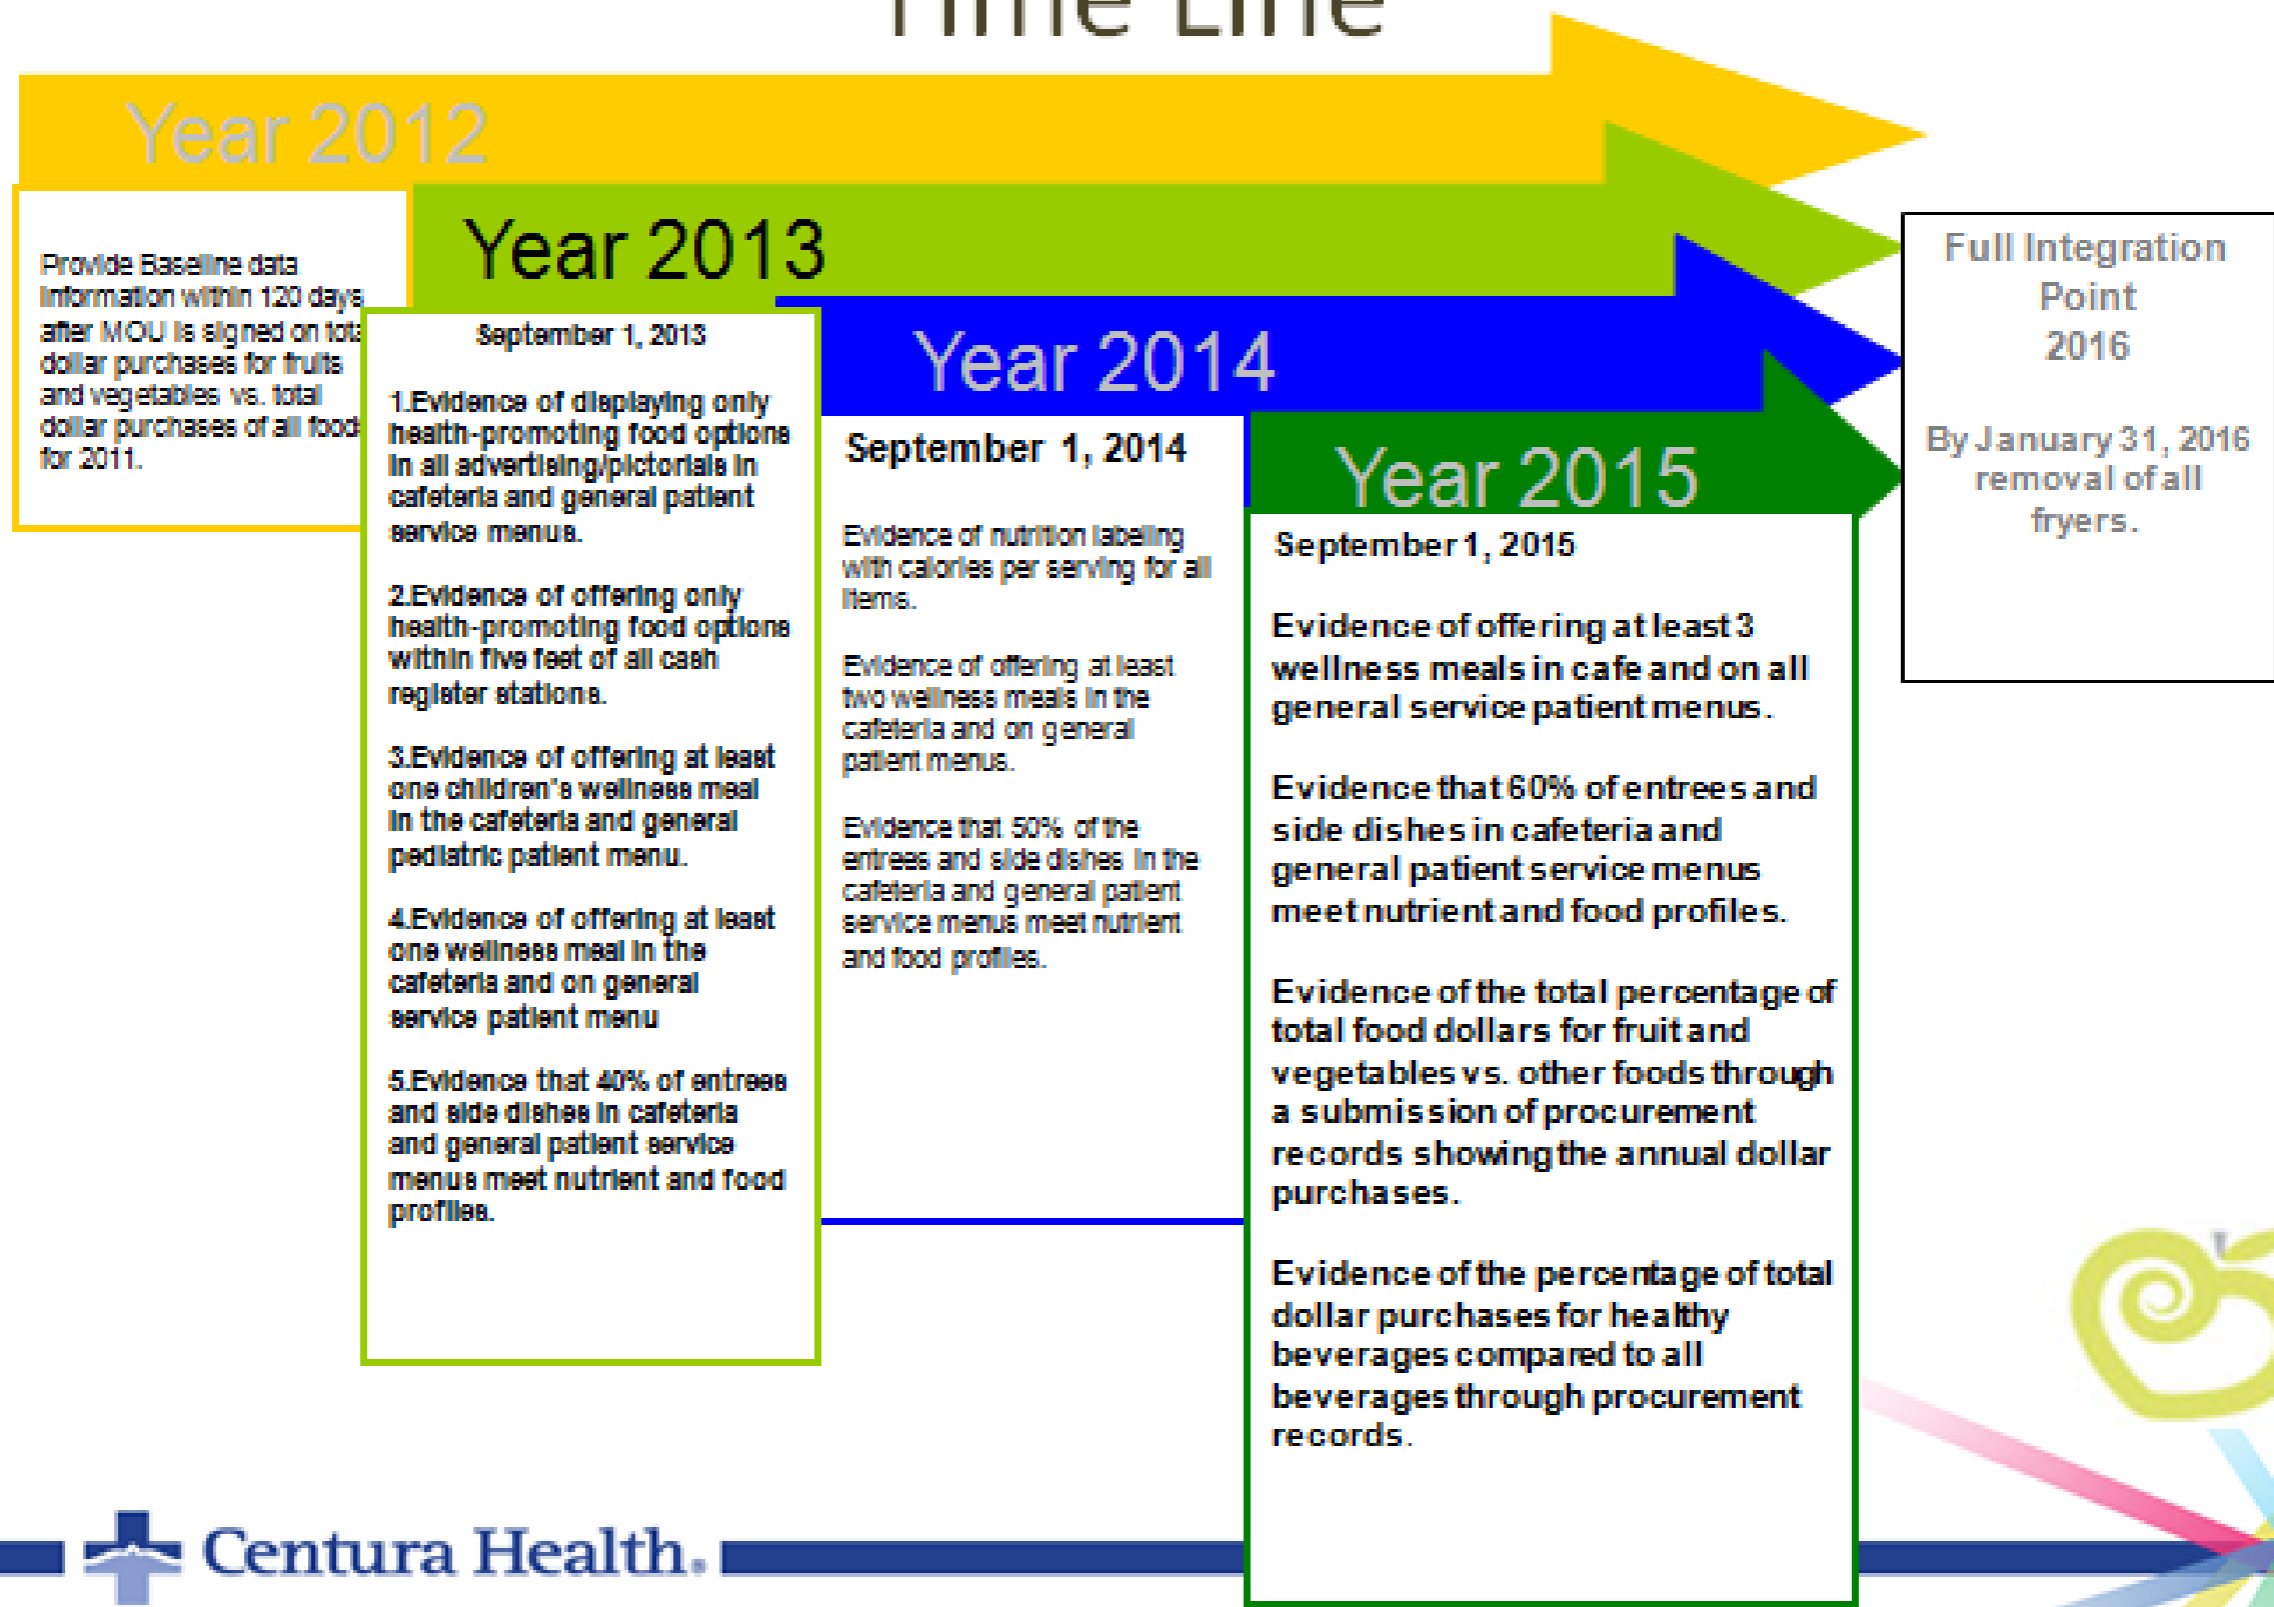 Time Line
Year 2012
Provide Baseline data
information within 120 days
after MOU is signed on tota
dollar purchases for fruits
and vegetables vs. total
dollar purchases of all foods
for 2011.
Year 2013
September 1, 2013
1.Evidence of displaying only
health-promoting food options
in all advertising/pictorials in
cafeteria and general patient
service menus.
2.Evidence of offering only
health-promoting food options
within five feet of all cash
register stations.
3.Evidence of offering at least
one children's wellness meal
in the cafeteria and general
pediatric patient menu.
4.Evidence of offering at least
one wellness meal in the
cafeteria and on general
service patient menu
5.Evidence that 40% of entrees
and side dishes in cafeteria
and general patient service
menus meet nutrient and food
profiles.
Year 2014
September 1, 2014
Evidence of nutrition labeling
with calories per serving for all
items.
Evidence of offering at least
two wellness meals in the
cafeteria and on general
patient menus.
Evidence that 50% of the
entrees and side dishes in the
cafeteria and general patient
service menus meet nutrient
and food profiles.
Year 2015
September 1, 2015
Evidence of offering at least 3
wellness meals in cafe and on all
general service patient menus.
Evidence that 60% of entrees and
side dishes in cafeteria and
general patient service menus
meet nutrient and food profiles.
Evidence of the total percentage of
total food dollars for fruit and
vegetables vs. other foods through
a submission of procurement
records showing the annual dollar
purchases.
Evidence of the percentage of total
dollar purchases for healthy
beverages compared to all
beverages through procurement
records.
Full Integration
Point
2016
By January 31, 2016
removal of all
fryers.
Centura Health.